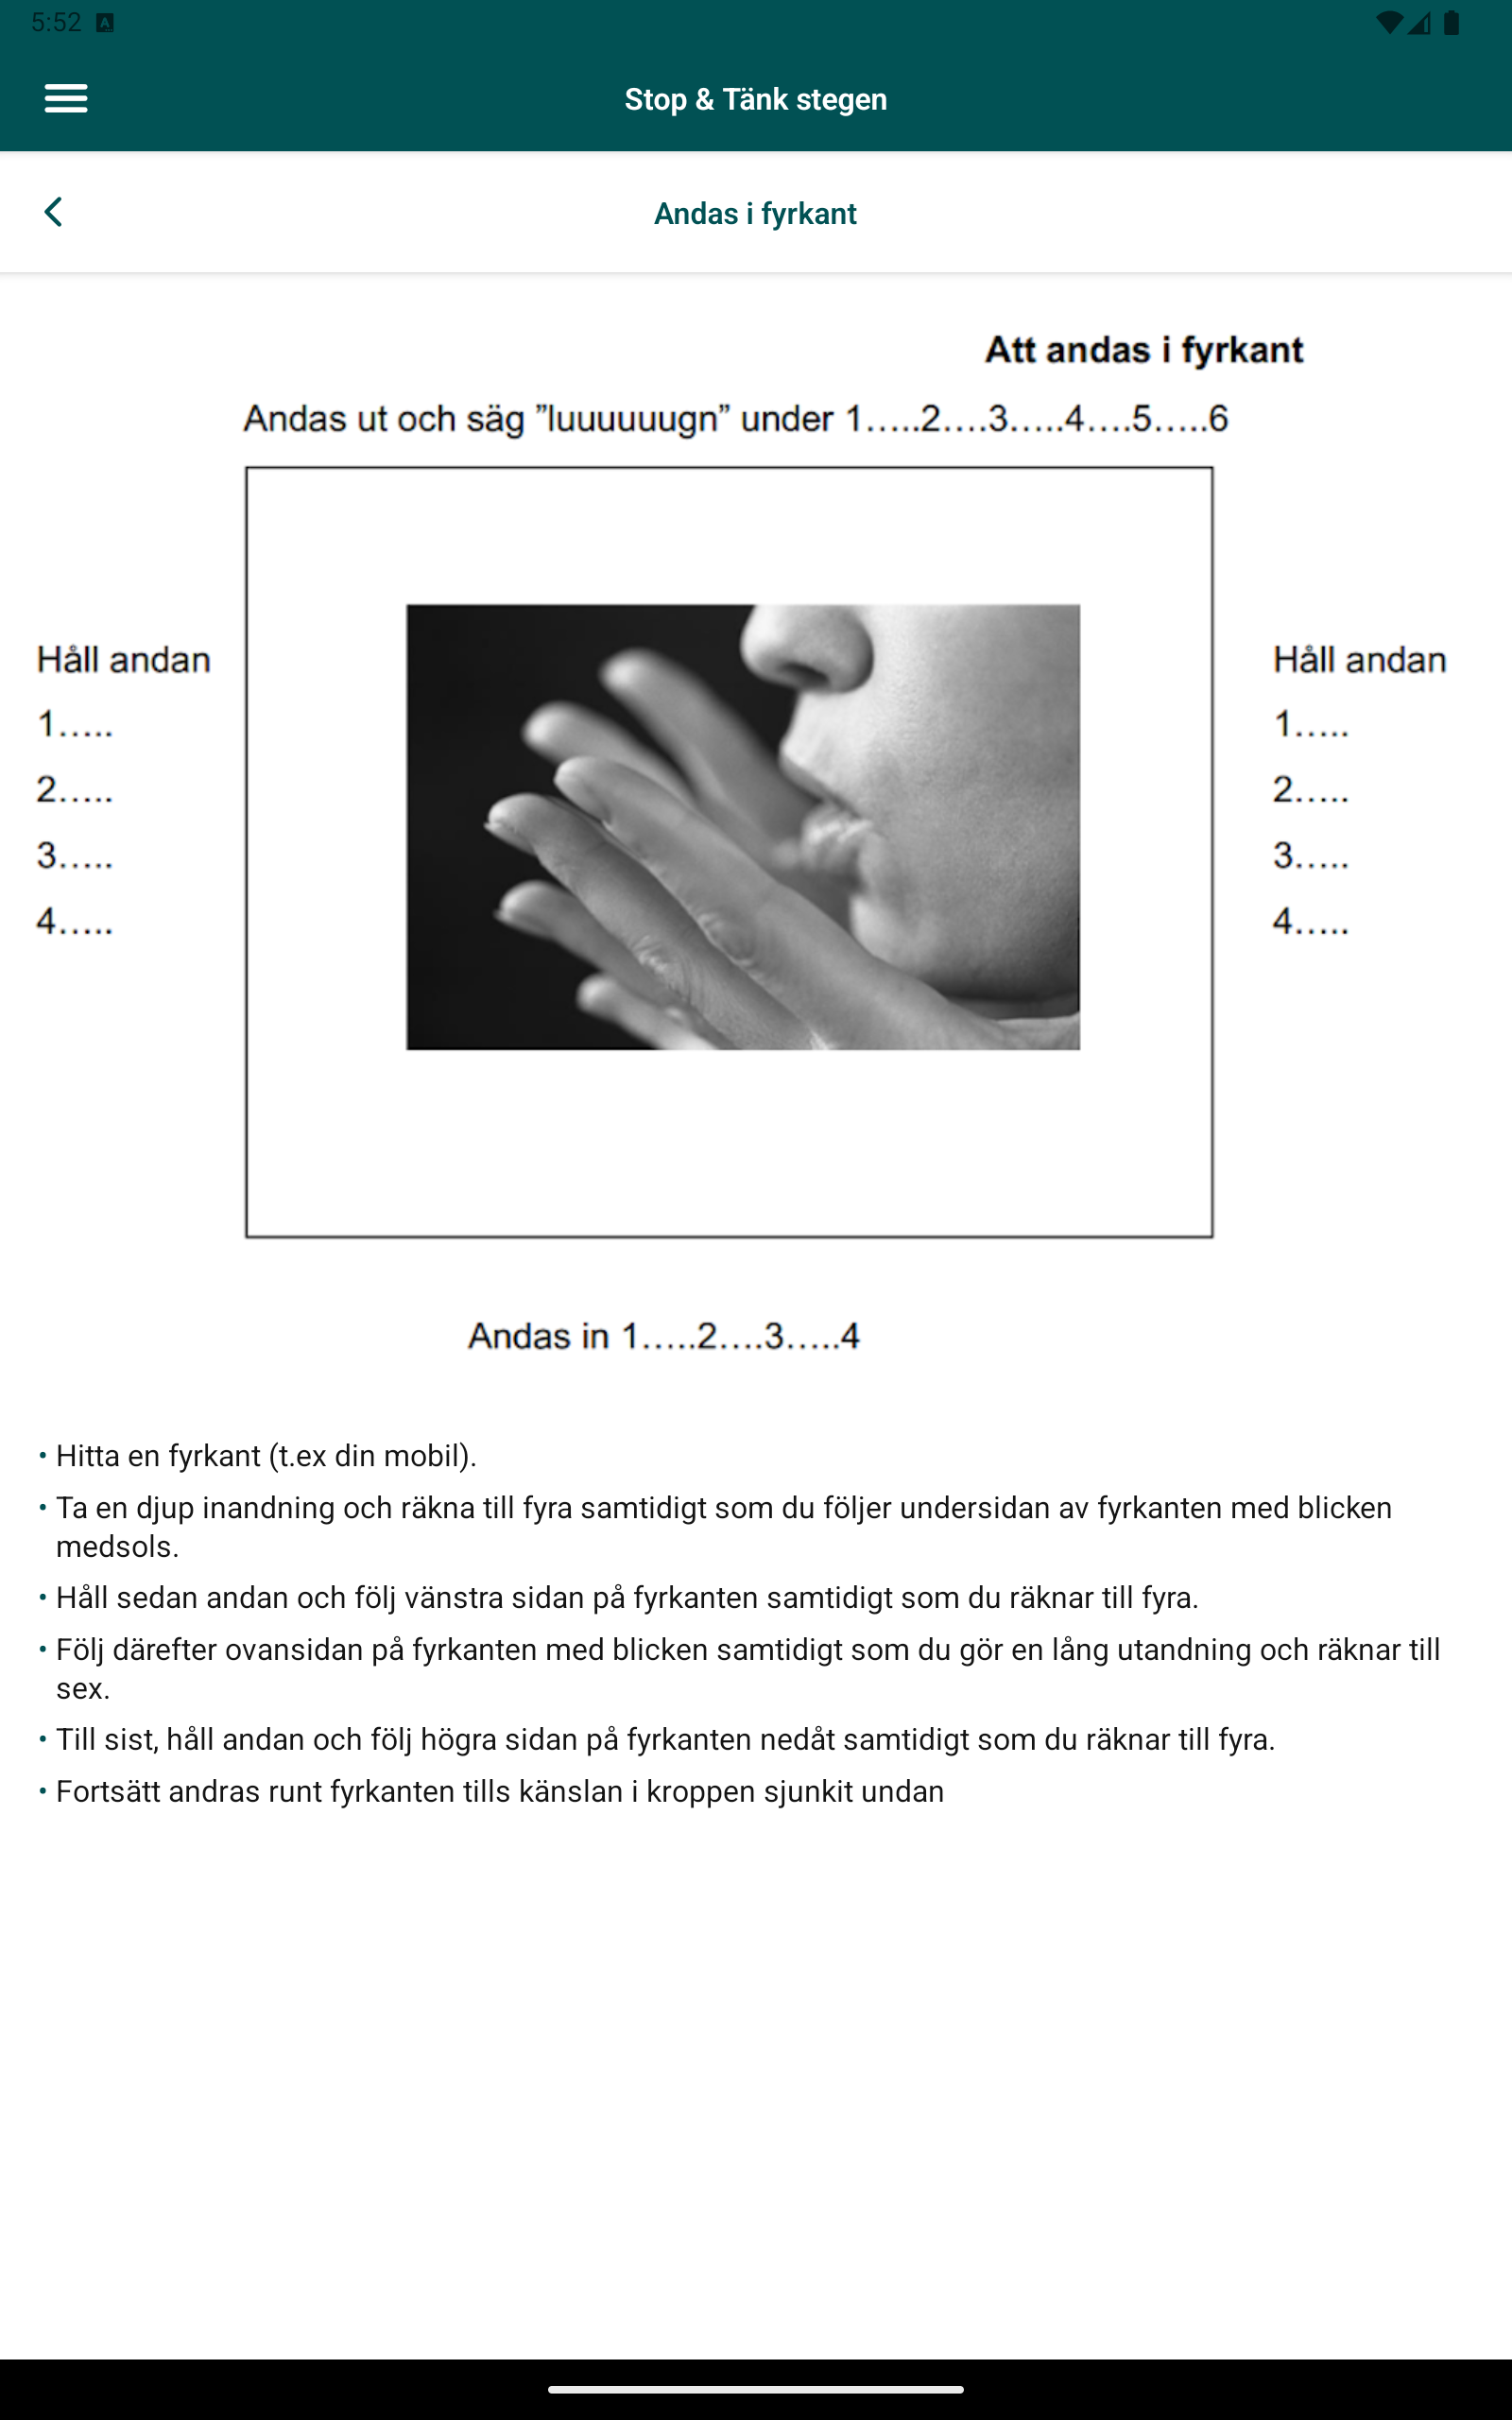 5:52
Stop & Tänk stegen
Andas i fyrkant
Att andas i fyrkant
Andas ut och säg ”luuuuuugn” under 1…..2….3…..4….5…..6
Håll andan
1…..
2…..
3…..
4…..
Håll andan
1…..
2…..
3…..
4…..
Andas in 1…..2….3…..4
• Hitta en fyrkant (t.ex din mobil).
• Ta en djup inandning och räkna till fyra samtidigt som du följer undersidan av fyrkanten med blicken
medsols.
• Håll sedan andan och följ vänstra sidan på fyrkanten samtidigt som du räknar till fyra.
• Följ därefter ovansidan på fyrkanten med blicken samtidigt som du gör en lång utandning och räknar till
sex.
• Till sist, håll andan och följ högra sidan på fyrkanten nedåt samtidigt som du räknar till fyra.
• Fortsätt andras runt fyrkanten tills känslan i kroppen sjunkit undan